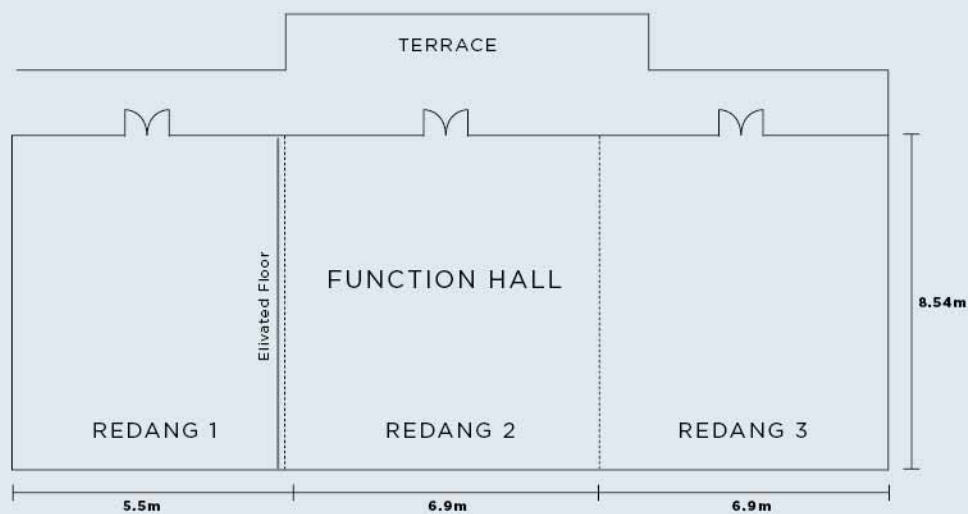 TERRACE
Elivated Floor
FUNCTION HALL
8.54m
REDANG 1
REDANG 2
REDANG 3
5.5m
6.9m
6.9m